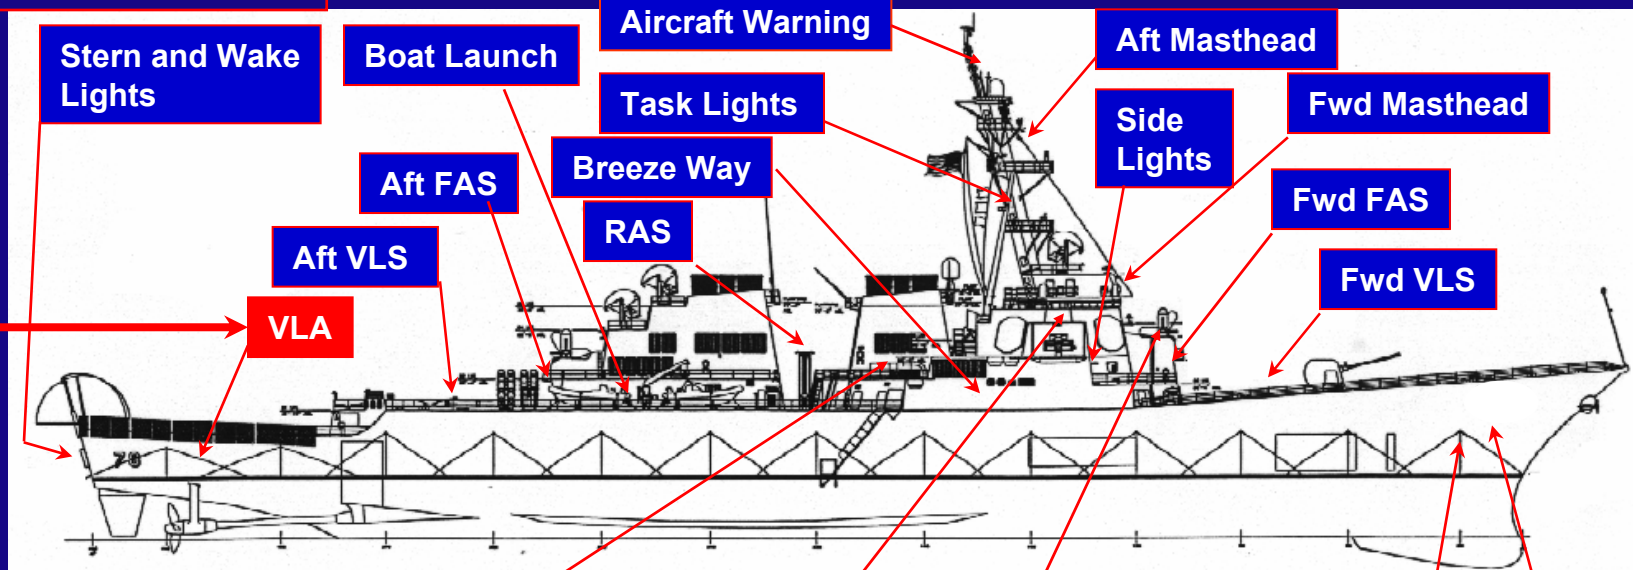 Aircraft Warning
Stern and Wake
Lights
Boat Launch
Aft Masthead
Task Lights
Fwd Masthead
Side
Lights
Breeze Way
Aft FAS
Fwd FAS
RAS
Aft VLS
Fwd VLS
VLA
78